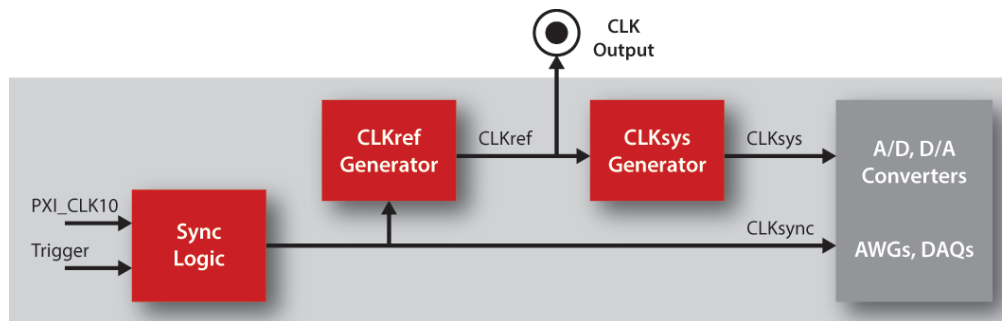 CLK
Output
CLKref
Generator
CLKref
CLKsys
Generator
CLKsys
A/D, D/A
Converters
PXI_CLK10
Trigger
Sync
Logic
CLKsync
AWGs, DAQs